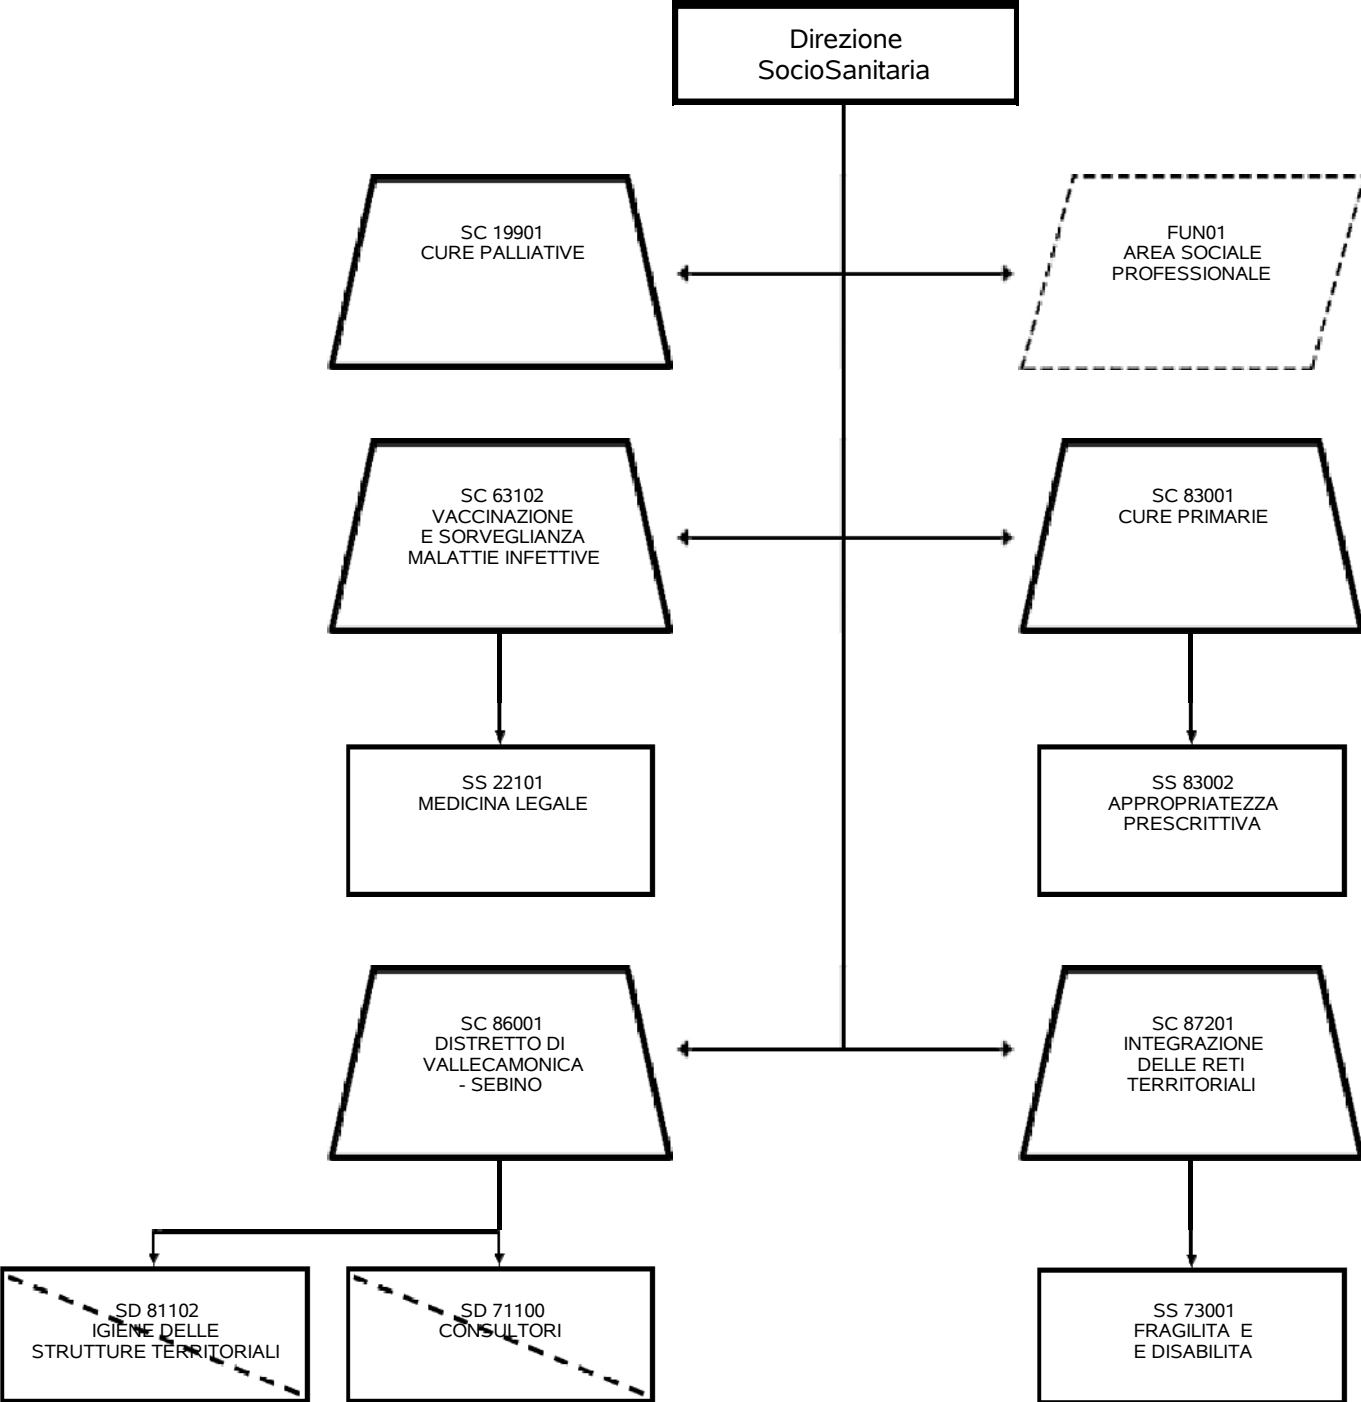 Direzione
SocioSanitaria
SC 19901
CURE PALLIATIVE
FUN01
AREA SOCIALE
PROFESSIONALE
SC 63102
VACCINAZIONE
E SORVEGLIANZA
MALATTIE INFETTIVE
SC 83001
CURE PRIMARIE
SS 22101
MEDICINA LEGALE
SS 83002
APPROPRIATEZZA
PRESCRITTIVA
SC 86001
DISTRETTO DI
VALLECAMONICA
- SEBINO
SC 87201
INTEGRAZIONE
DELLE RETI
TERRITORIALI
SD 81102
IGIENE DELLE
STRUTTURE TERRITORIALI
SD 71100
CONSULTORI
SS 73001
FRAGILITA E
E DISABILITA